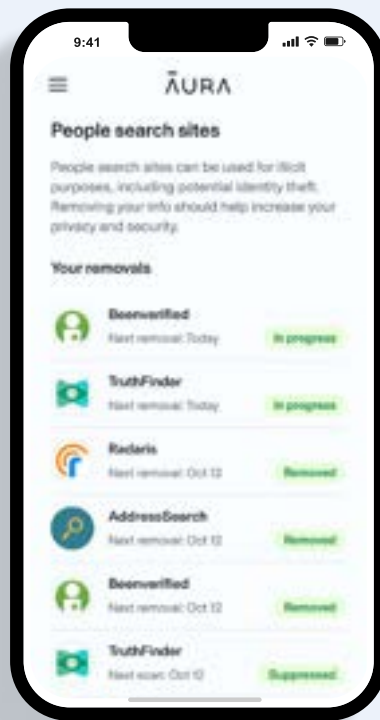 9:41
AURA
People search sites
People search sites can be used for illicit
purposes, including potential identity theft.
Removing your info should help increase your
privacy and security.
Your removals
Beenverified
Next removal: Today
In progress
TruthFinder
Next removal: Today
In progress
Radaris
Next removal: Oct 12
Removed
AddressSearch
Next removal: Oct 12
Removed
Beenverified
Next removal: Oct 12
Removed
TruthFinder
Next scan: Oct 12
Suppressed